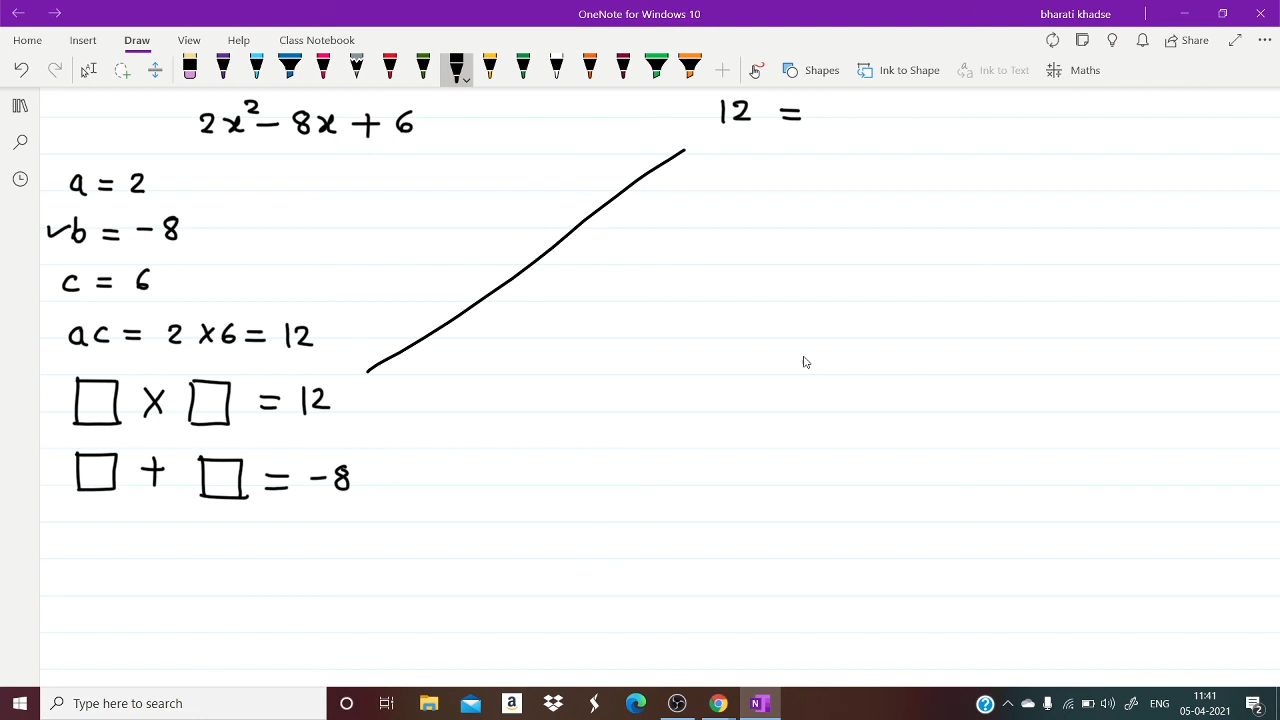 OneNote for Windows 10
bharati khadse
Home Insert Draw View Help Class Notebook
Share
Shapes Ink to Shape Ink to Text Maths
2x² - 8x + 6
12 =
a = 2
✓b = -8
c = 6
ac = 2 × 6 = 12
□ × □ = 12
□ + □ = -8
Type here to search
ENG
11:41
05-04-2021
2